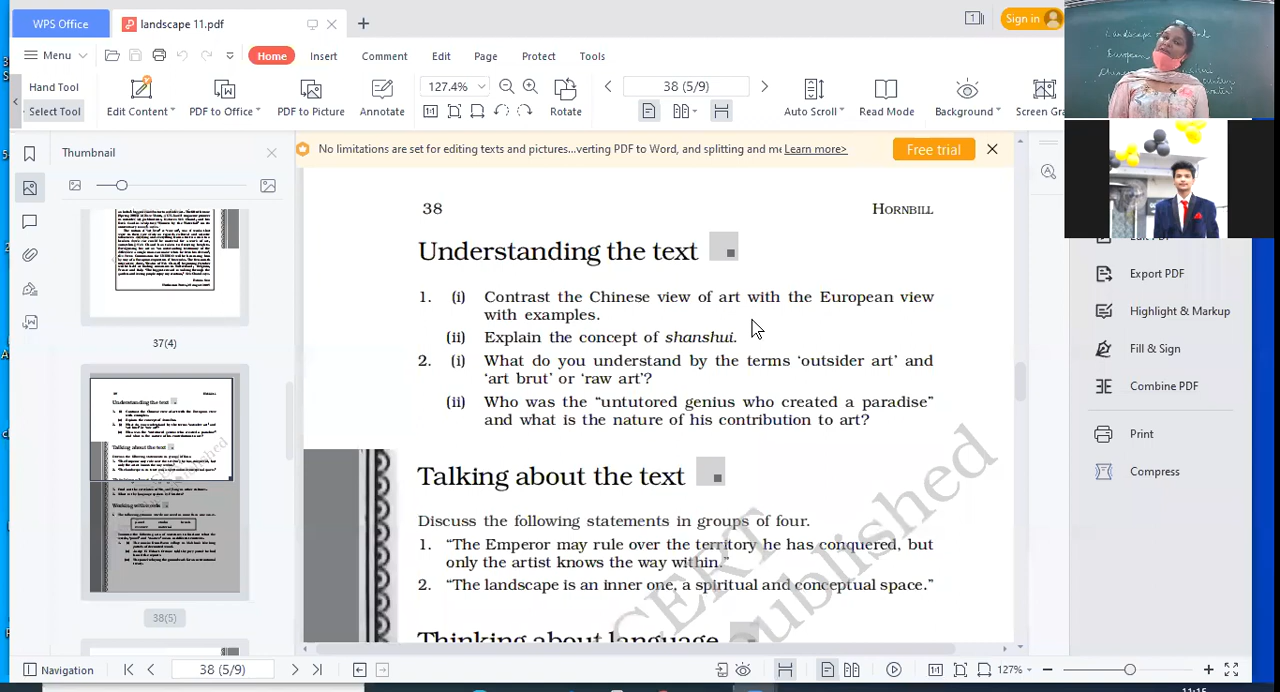 WPS Office
landscape 11.pdf
Sign in
Menu
Home
Insert
Comment
Edit
Page
Protect
Tools
Hand Tool
Select Tool
Edit Content
PDF to Office
PDF to Picture
Annotate
127.4%
Rotate
38 (5/9)
Auto Scroll
Read Mode
Background
Screen Gra
Thumbnail
No limitations are set for editing texts and pictures...verting PDF to Word, and splitting and me Learn more>
Free trial
37(4)
38(5)
38
HORNBILL
Understanding the text
1. (i) Contrast the Chinese view of art with the European view
with examples.
(ii) Explain the concept of shanshui.
2. (i) What do you understand by the terms ‘outsider art’ and
‘art brut’ or ‘raw art’?
(ii) Who was the “untutored genius who created a paradise”
and what is the nature of his contribution to art?
Talking about the text
Discuss the following statements in groups of four.
1. “The Emperor may rule over the territory he has conquered, but
only the artist knows the way within.”
2. “The landscape is an inner one, a spiritual and conceptual space.”
Thinking about language
Export PDF
Highlight & Markup
Fill & Sign
Combine PDF
Print
Compress
Navigation
38 (5/9)
127%
11:15